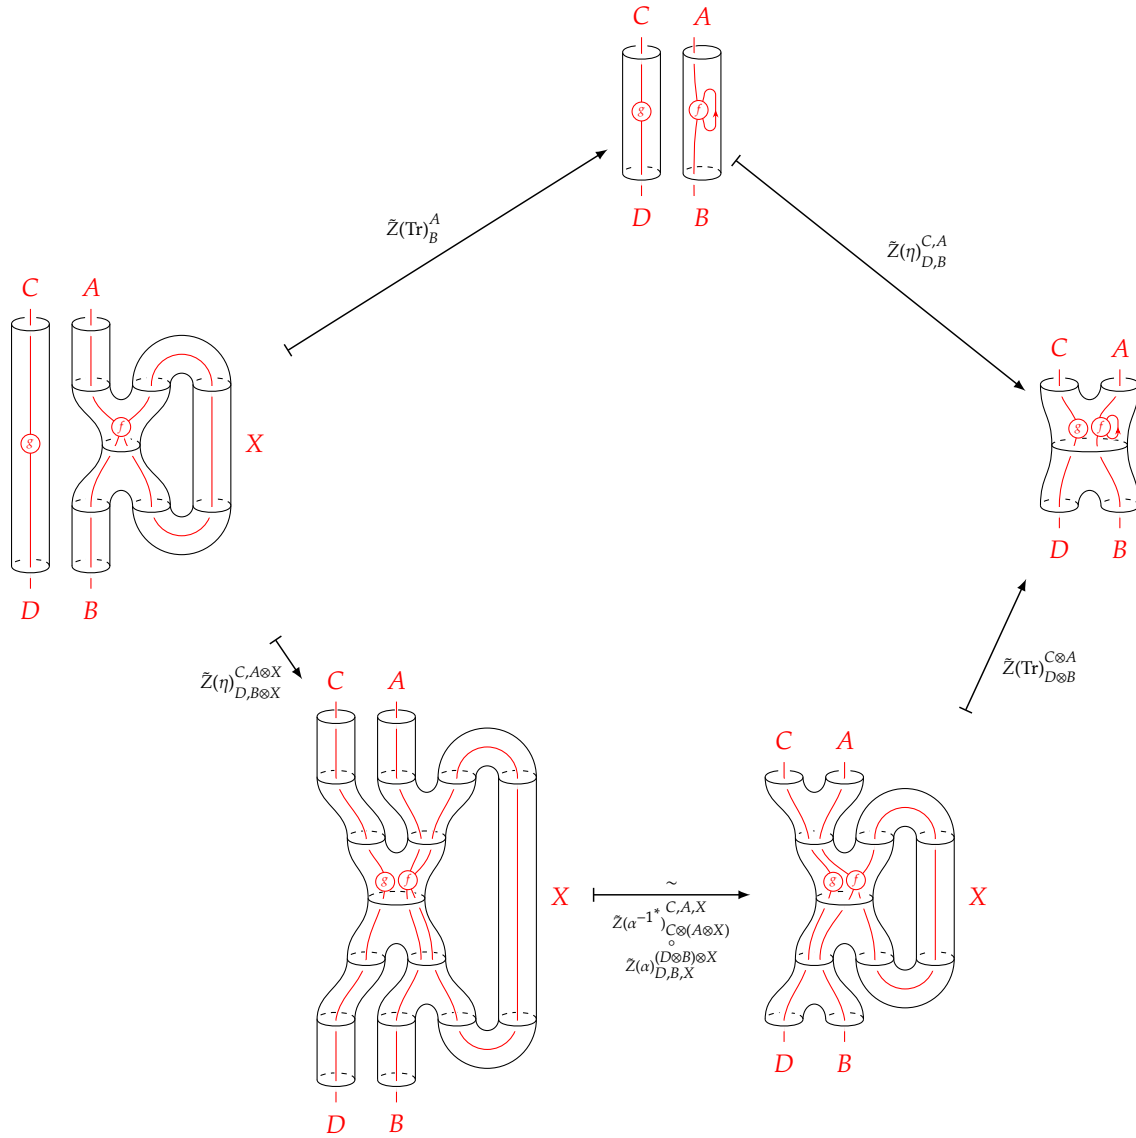 C A
g f
D B
Z̃(Tr)^A_B
Z̃(η)^{C,A}_{D,B}
C A
g f
X
D B
C A
g f
D B
Z̃(η)^{C,A⊗X}_{D,B⊗X}
Z̃(Tr)^{C⊗A}_{D⊗B}
C A
g f
X
D B
~
Z̃(α^{-1*})^{C,A,X}_{C⊗(A⊗X)}
∘
Z̃(α)^{(D⊗B)⊗X}_{D,B,X}
C A
g f
X
D B